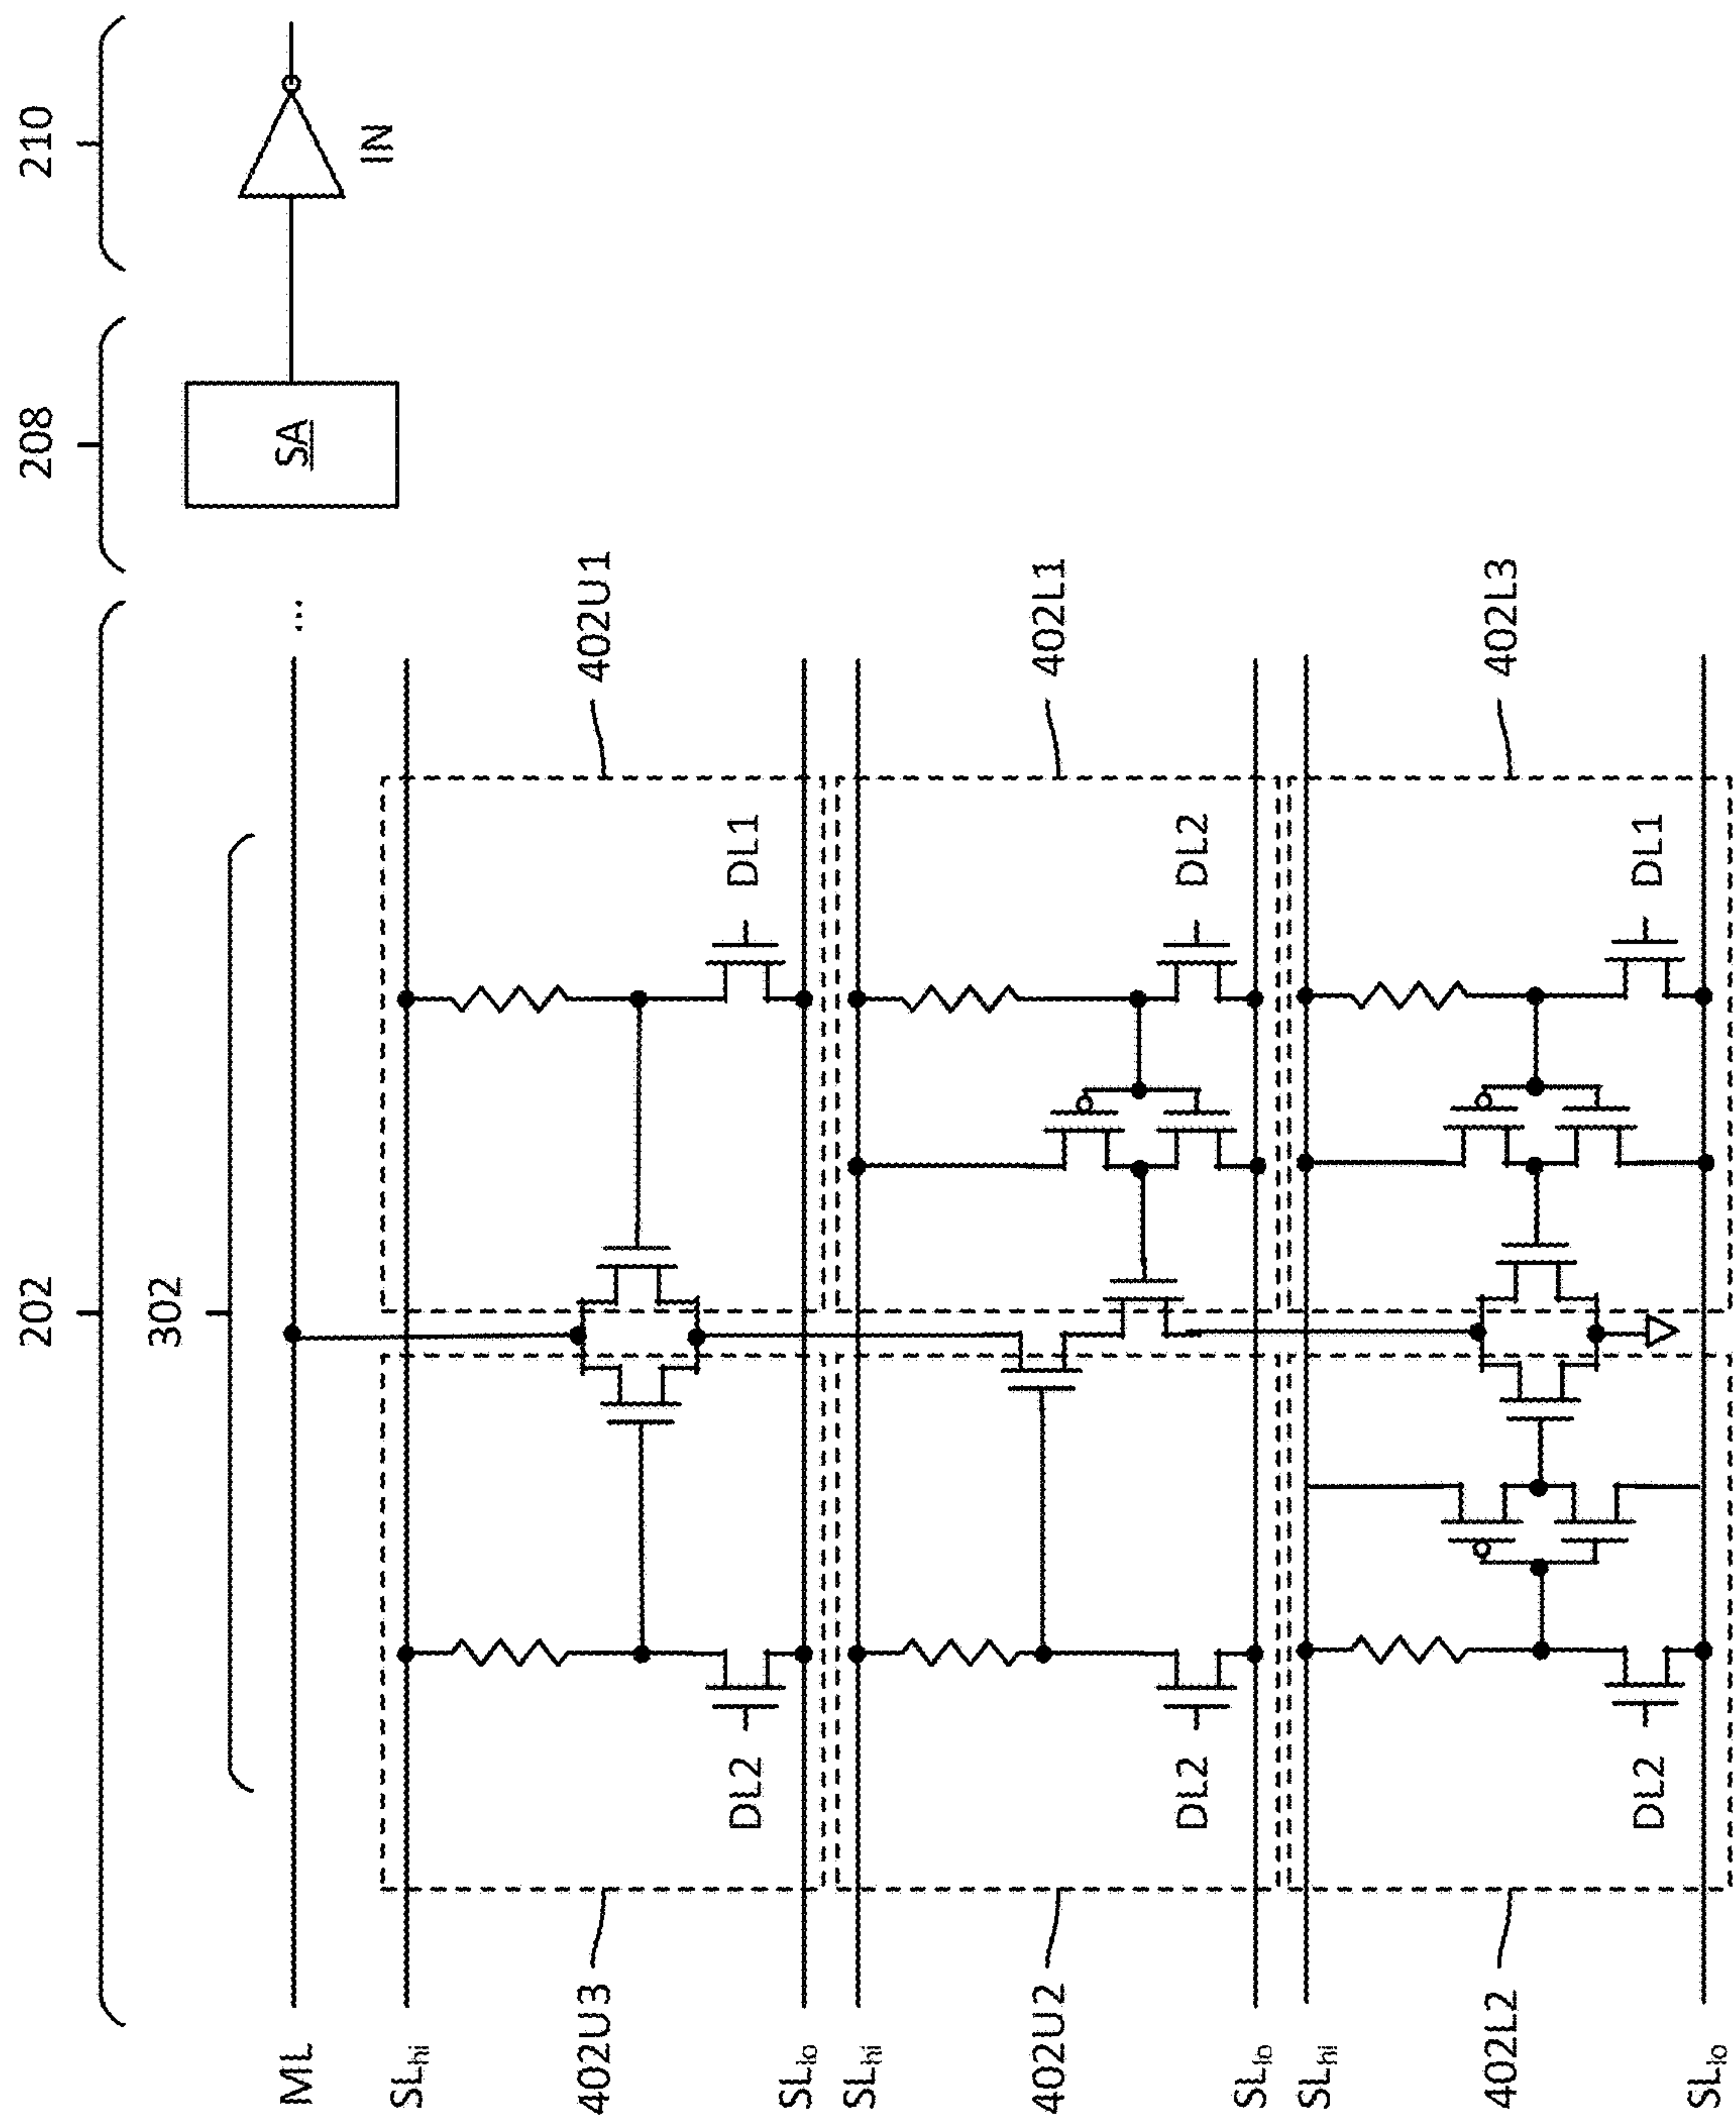 202
208
210
302
ML
...
SA
IN
SLhi
402U3
402U1
DL2
DL1
SLlo
SLhi
402U2
402L1
DL2
DL2
SLlo
SLhi
402L2
402L3
DL2
DL1
SLlo